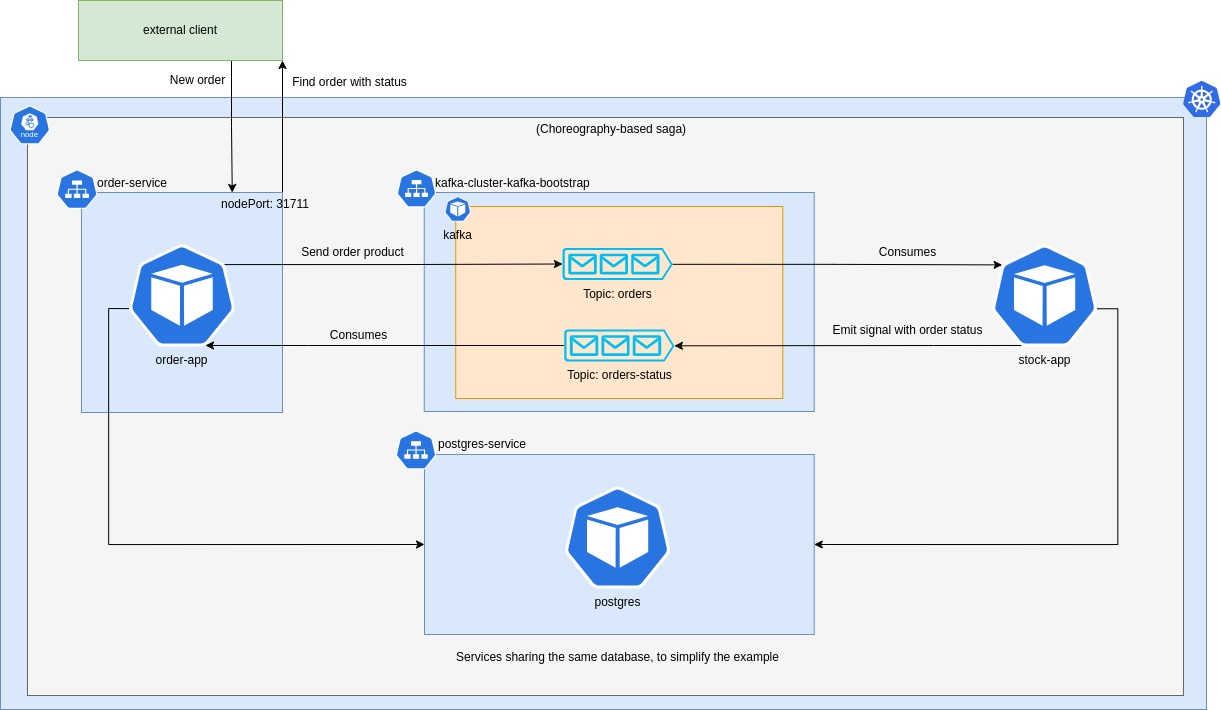 external client
New order
Find order with status
node
(Choreography-based saga)
order-service
kafka-cluster-kafka-bootstrap
nodePort: 31711
kafka
Send order product
Consumes
Topic: orders
Consumes
Emit signal with order status
order-app
stock-app
Topic: orders-status
postgres-service
postgres
Services sharing the same database, to simplify the example